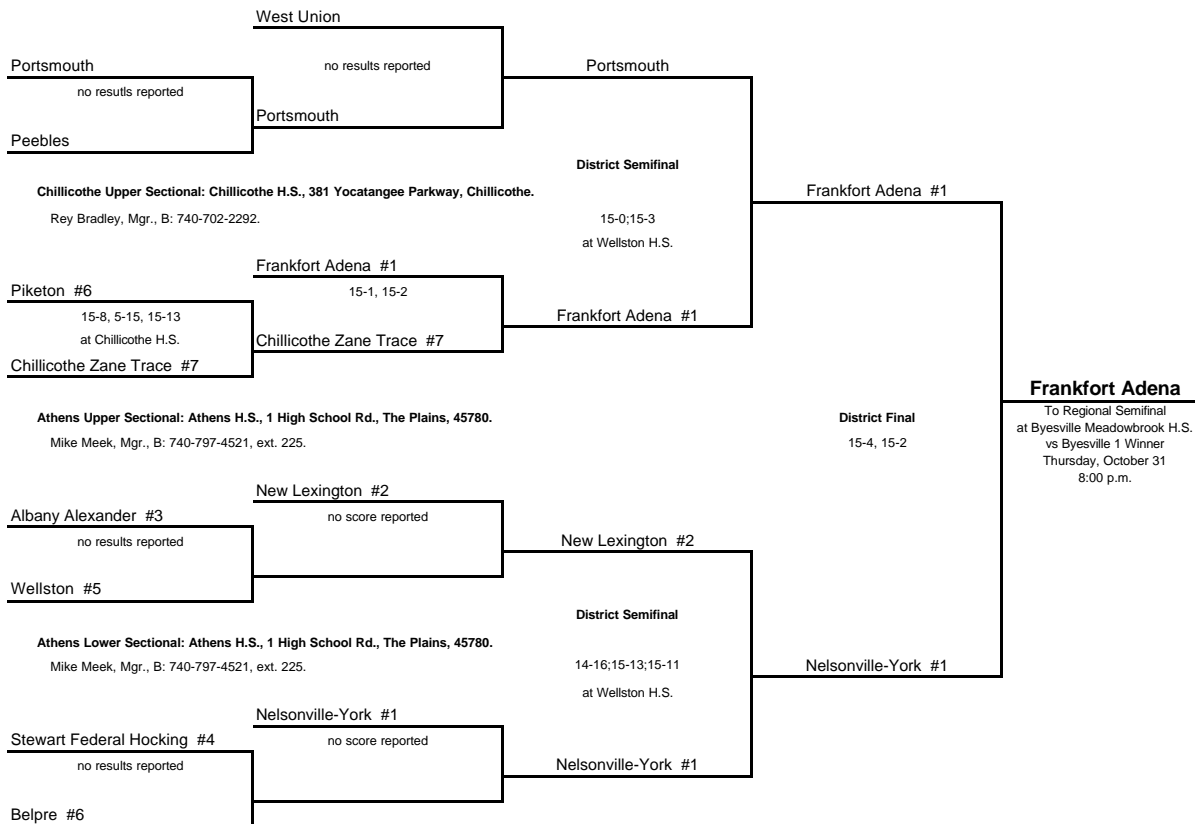 West Union
Portsmouth
no results reported
Portsmouth
no resutls reported
Portsmouth
Peebles
District Semifinal
Chillicothe Upper Sectional: Chillicothe H.S., 381 Yocatangee Parkway, Chillicothe.
Frankfort Adena #1
Rey Bradley, Mgr., B: 740-702-2292.
15-0;15-3
at Wellston H.S.
Frankfort Adena #1
Piketon #6
15-1, 15-2
15-8, 5-15, 15-13
Frankfort Adena #1
at Chillicothe H.S.
Chillicothe Zane Trace #7
Chillicothe Zane Trace #7
Frankfort Adena
To Regional Semifinal
at Byesville Meadowbrook H.S.
vs Byesville 1 Winner
Thursday, October 31
8:00 p.m.
Athens Upper Sectional: Athens H.S., 1 High School Rd., The Plains, 45780.
District Final
Mike Meek, Mgr., B: 740-797-4521, ext. 225.
15-4, 15-2
New Lexington #2
Albany Alexander #3
no score reported
no results reported
New Lexington #2
Wellston #5
District Semifinal
Athens Lower Sectional: Athens H.S., 1 High School Rd., The Plains, 45780.
Mike Meek, Mgr., B: 740-797-4521, ext. 225.
14-16;15-13;15-11
Nelsonville-York #1
at Wellston H.S.
Nelsonville-York #1
Stewart Federal Hocking #4
no score reported
no results reported
Nelsonville-York #1
Belpre #6